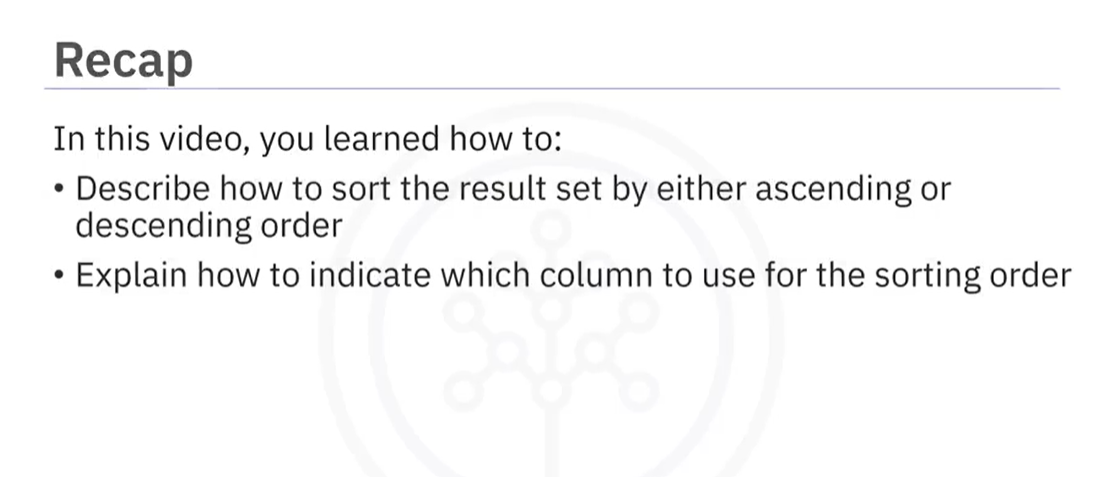 Recap
In this video, you learned how to:
• Describe how to sort the result set by either ascending or
descending order
• Explain how to indicate which column to use for the sorting order